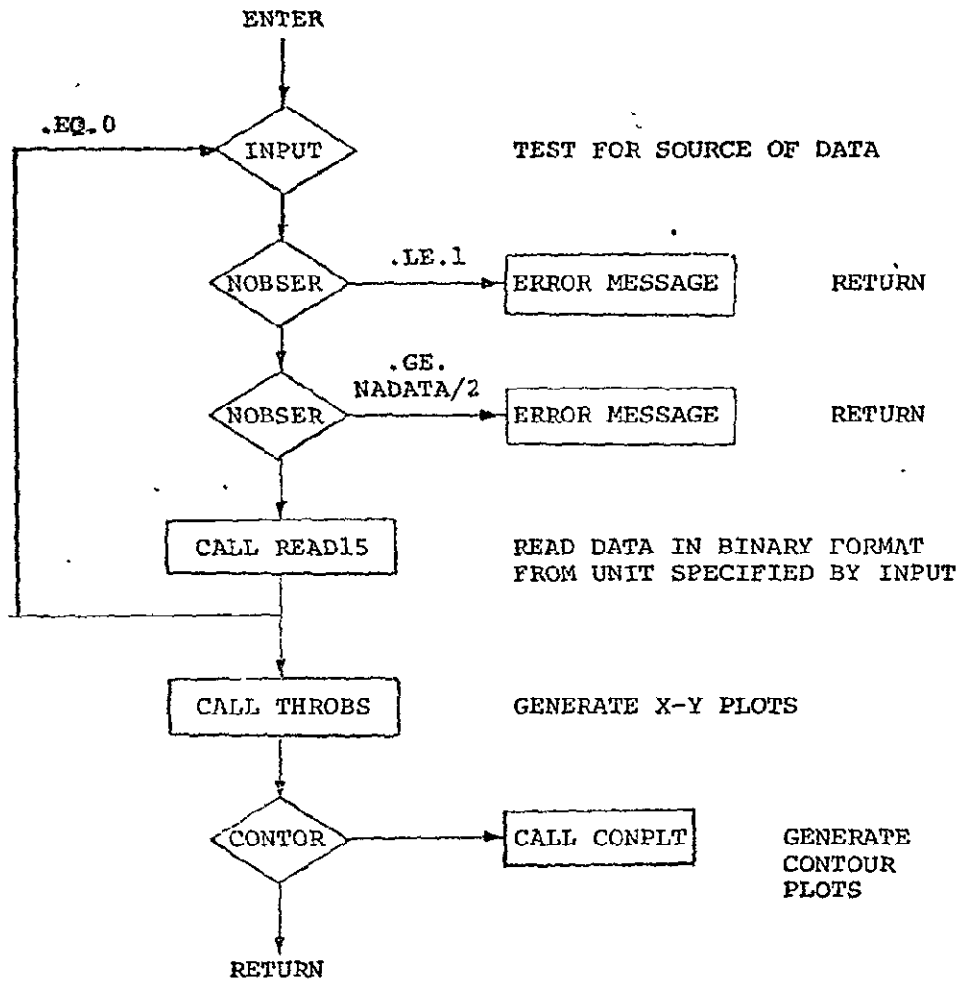 ENTER
.EQ.0
INPUT
TEST FOR SOURCE OF DATA
NOBSER
.LE.1
ERROR MESSAGE
RETURN
NOBSER
.GE.
NADATA/2
ERROR MESSAGE
RETURN
CALL READ15
READ DATA IN BINARY FORMAT
FROM UNIT SPECIFIED BY INPUT
CALL THROBS
GENERATE X-Y PLOTS
CONTOR
CALL CONPLT
GENERATE
CONTOUR
PLOTS
RETURN